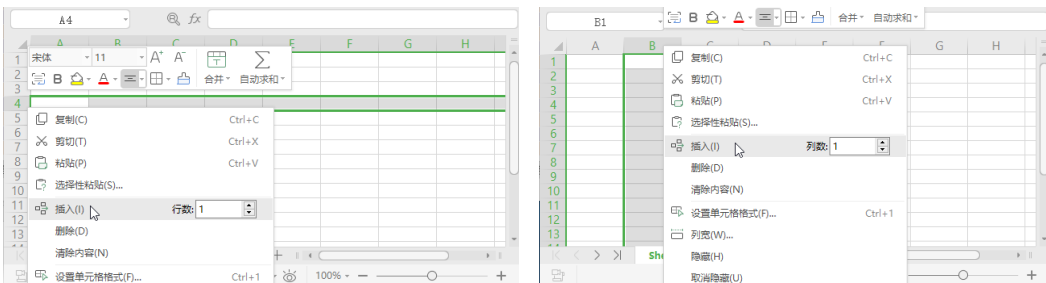 A4 fx
A B C D E F G H
宋体 11 A+ A-
B A 合并 自动求和
1
2
3
4
5 复制(C) Ctrl+C
6
7 剪切(T) Ctrl+X
8 粘贴(P) Ctrl+V
9
10 选择性粘贴(S)...
11 插入(I) 行数: 1
12
13 删除(D)
清除内容(N)
设置单元格格式(F)... Ctrl+1 100%
B1 B A 合并 自动求和
A B C G H
1 复制(C) Ctrl+C
2 剪切(T) Ctrl+X
3
4 粘贴(P) Ctrl+V
5 选择性粘贴(S)...
6
7 插入(I) 列数: 1
8 删除(D)
9
10 清除内容(N)
11
12 设置单元格格式(F)... Ctrl+1
13 列宽(W)...
She 隐藏(H)
取消隐藏(U)